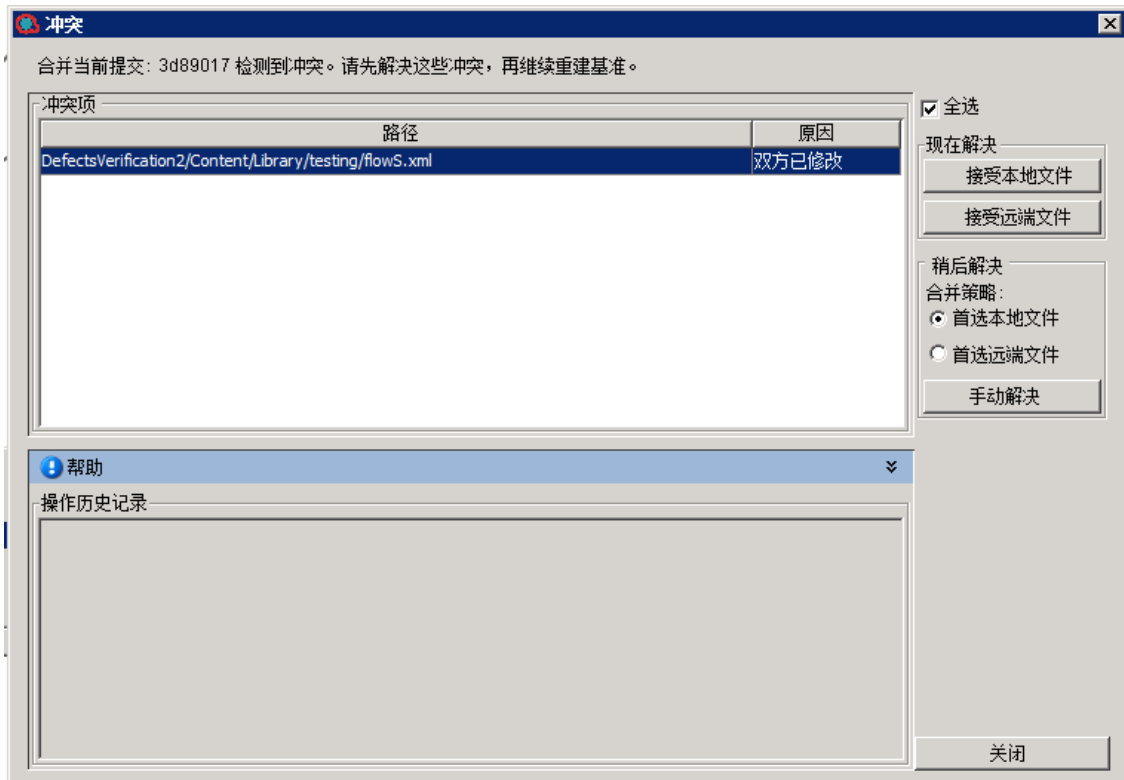 冲突
合并当前提交: 3d89017 检测到冲突。请先解决这些冲突，再继续重建基准。
冲突项
路径 原因
DefectsVerification2/Content/Library/testing/flowS.xml 双方已修改
全选
现在解决
接受本地文件
接受远端文件
稍后解决
合并策略:
首选本地文件
首选远端文件
手动解决
帮助
操作历史记录
关闭